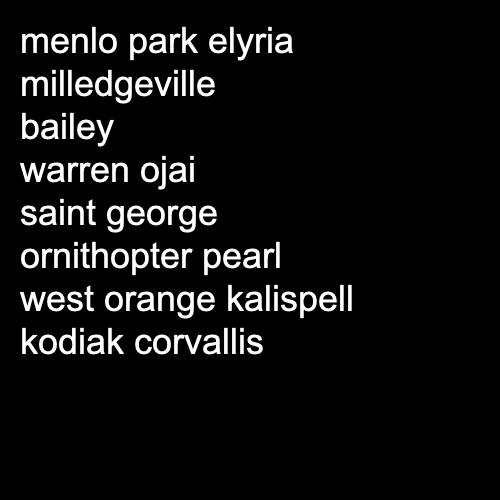 menlo park elyria
milledgeville
bailey
warren ojai
saint george
ornithopter pearl
west orange kalispell
kodiak corvallis